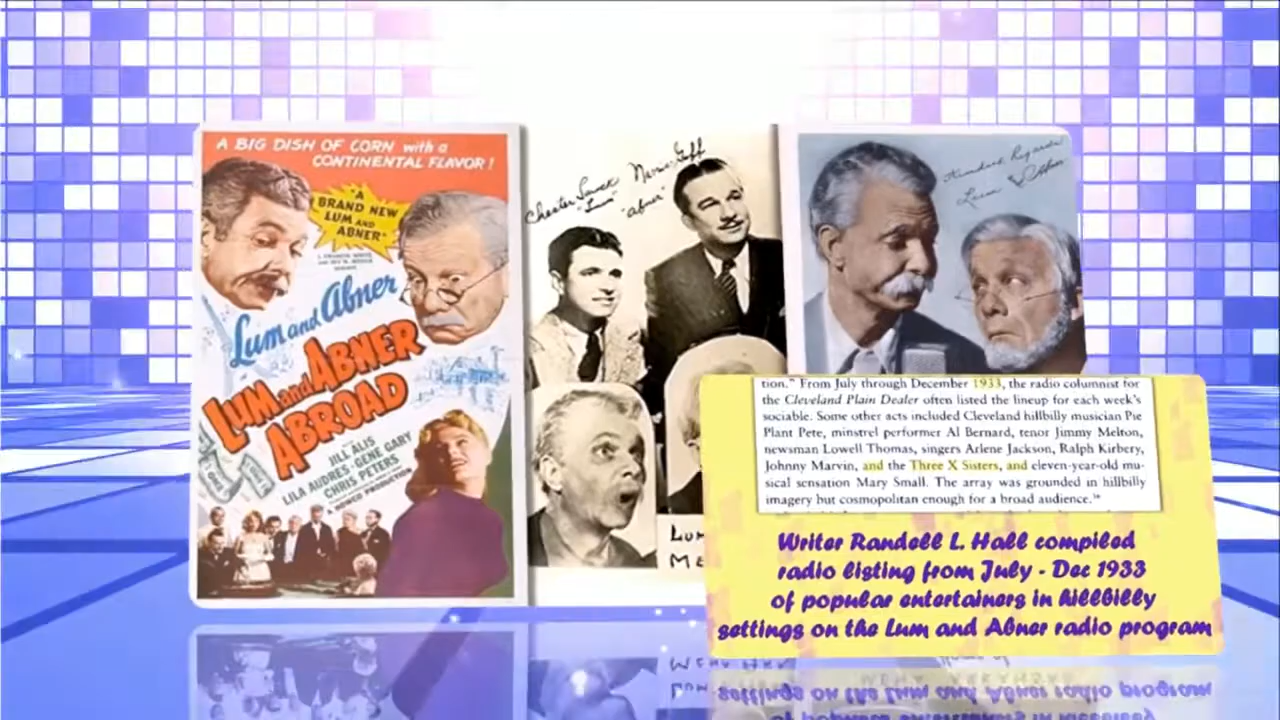 A BIG DISH OF CORN with a
CONTINENTAL FLAVOR!
"A
BRAND NEW
LUM AND
ABNER"
Lum and Abner
LUM and ABNER
ABROAD
JILL ALIS
LILA AUDRES · GENE GARY
CHRIS PETERS
A HOWCO PRODUCTION
Chester Lauck
"Lum"
Norris Goff
"Abner"
LUM
ME
tion." From July through December 1933, the radio columnist for
the Cleveland Plain Dealer often listed the lineup for each week's
sociable. Some other acts included Cleveland hillbilly musician Pie
Plant Pete, minstrel performer Al Bernard, tenor Jimmy Melton,
newsman Lowell Thomas, singers Arlene Jackson, Ralph Kirbery,
Johnny Marvin, and the Three X Sisters, and eleven-year-old mu-
sical sensation Mary Small. The array was grounded in hillbilly
imagery but cosmopolitan enough for a broad audience."
Writer Randell L. Hall compiled
radio listing from July - Dec 1933
of popular entertainers in hillbilly
settings on the Lum and Abner radio program